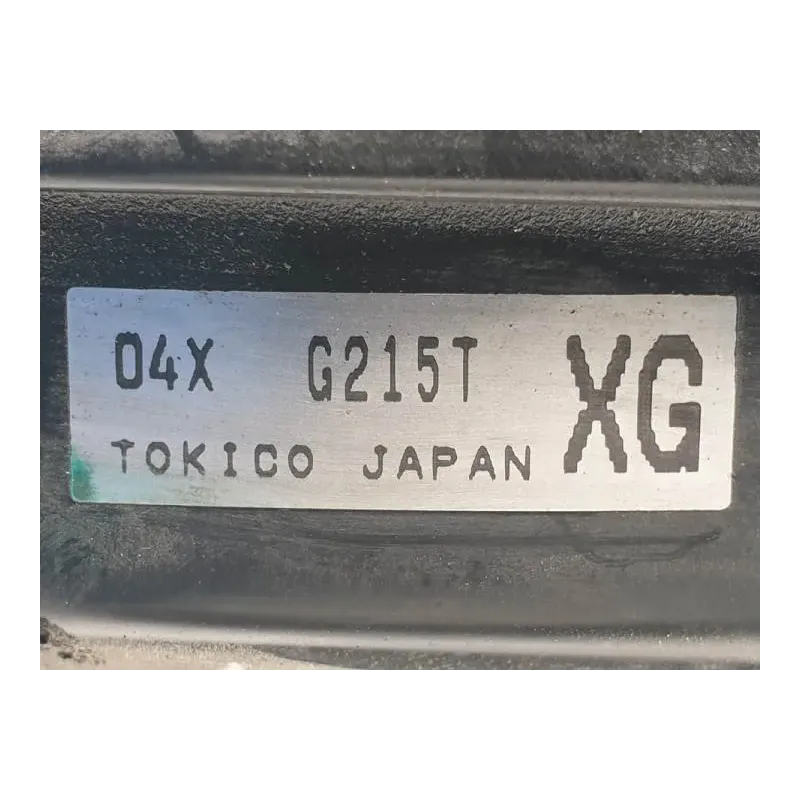 04X G215T XG
TOKICO JAPAN